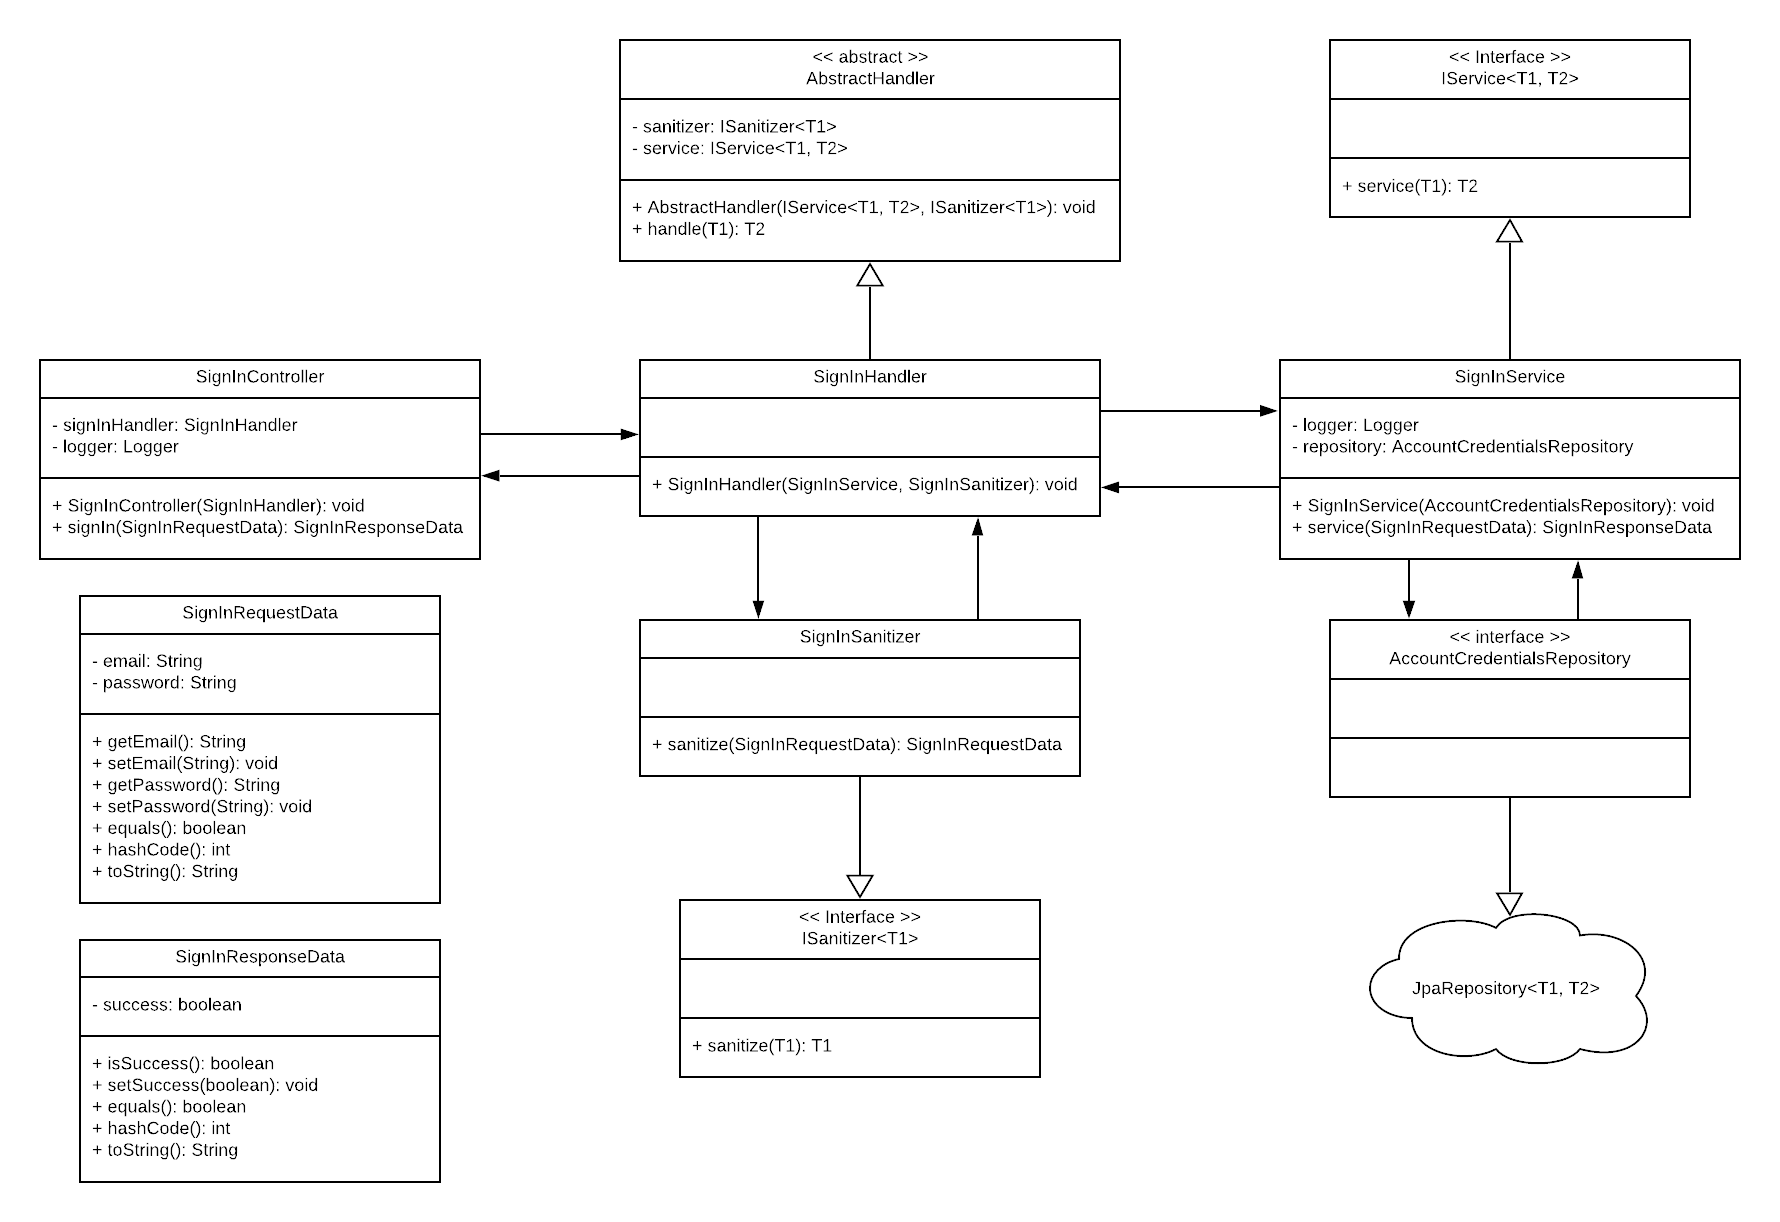 << abstract >>
AbstractHandler
- sanitizer: ISanitizer<T1>
- service: IService<T1, T2>
+ AbstractHandler(IService<T1, T2>, ISanitizer<T1>): void
+ handle(T1): T2
<< Interface >>
IService<T1, T2>
+ service(T1): T2
SignInController
- signInHandler: SignInHandler
- logger: Logger
+ SignInController(SignInHandler): void
+ signIn(SignInRequestData): SignInResponseData
SignInHandler
+ SignInHandler(SignInService, SignInSanitizer): void
SignInService
- logger: Logger
- repository: AccountCredentialsRepository
+ SignInService(AccountCredentialsRepository): void
+ service(SignInRequestData): SignInResponseData
SignInRequestData
- email: String
- password: String
+ getEmail(): String
+ setEmail(String): void
+ getPassword(): String
+ setPassword(String): void
+ equals(): boolean
+ hashCode(): int
+ toString(): String
SignInSanitizer
+ sanitize(SignInRequestData): SignInRequestData
<< interface >>
AccountCredentialsRepository
<< Interface >>
ISanitizer<T1>
+ sanitize(T1): T1
JpaRepository<T1, T2>
SignInResponseData
- success: boolean
+ isSuccess(): boolean
+ setSuccess(boolean): void
+ equals(): boolean
+ hashCode(): int
+ toString(): String